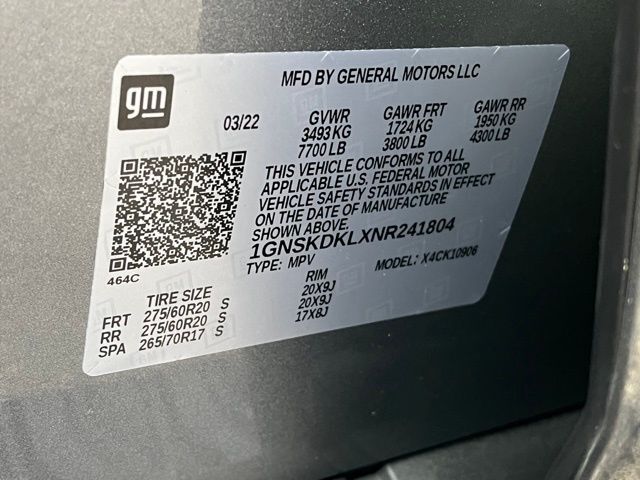 gm
MFD BY GENERAL MOTORS LLC
03/22 GVWR GAWR FRT GAWR RR
3493 KG 1724 KG 1950 KG
7700 LB 3800 LB 4300 LB
THIS VEHICLE CONFORMS TO ALL
APPLICABLE U.S. FEDERAL MOTOR
VEHICLE SAFETY STANDARDS IN EFFECT
ON THE DATE OF MANUFACTURE
SHOWN ABOVE.
1GNSKDKLXNR241804
TYPE: MPV MODEL: X4CK10906
464C
TIRE SIZE RIM
FRT 275/60R20 S 20X9J
RR 275/60R20 S 20X9J
SPA 265/70R17 S 17X8J